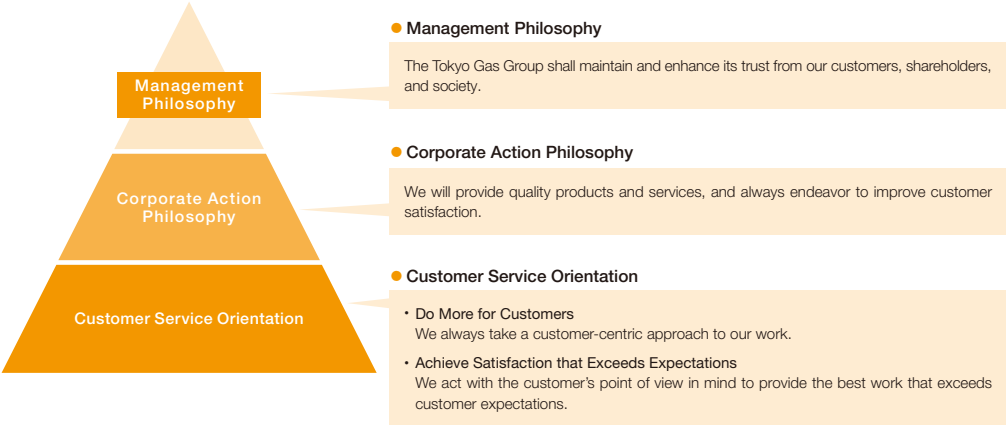 Management
Philosophy
Corporate Action
Philosophy
Customer Service Orientation
● Management Philosophy
The Tokyo Gas Group shall maintain and enhance its trust from our customers, shareholders,
and society.
● Corporate Action Philosophy
We will provide quality products and services, and always endeavor to improve customer
satisfaction.
● Customer Service Orientation
・Do More for Customers
We always take a customer-centric approach to our work.
・Achieve Satisfaction that Exceeds Expectations
We act with the customer’s point of view in mind to provide the best work that exceeds
customer expectations.